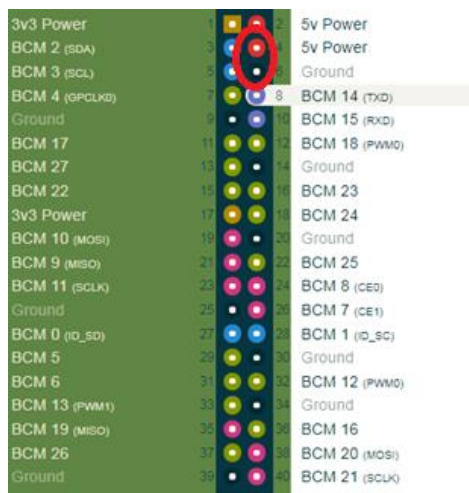 3v3 Power 1 2 5v Power
BCM 2 (SDA) 3 4 5v Power
BCM 3 (SCL) 5 6 Ground
BCM 4 (GPCLK0) 7 8 BCM 14 (TXD)
Ground 9 10 BCM 15 (RXD)
BCM 17 11 12 BCM 18 (PWM0)
BCM 27 13 14 Ground
BCM 22 15 16 BCM 23
3v3 Power 17 18 BCM 24
BCM 10 (MOSI) 19 20 Ground
BCM 9 (MISO) 21 22 BCM 25
BCM 11 (SCLK) 23 24 BCM 8 (CE0)
Ground 25 26 BCM 7 (CE1)
BCM 0 (ID_SD) 27 28 BCM 1 (ID_SC)
BCM 5 29 30 Ground
BCM 6 31 32 BCM 12 (PWM0)
BCM 13 (PWM1) 33 34 Ground
BCM 19 (MISO) 35 36 BCM 16
BCM 26 37 38 BCM 20 (MOSI)
Ground 39 40 BCM 21 (SCLK)